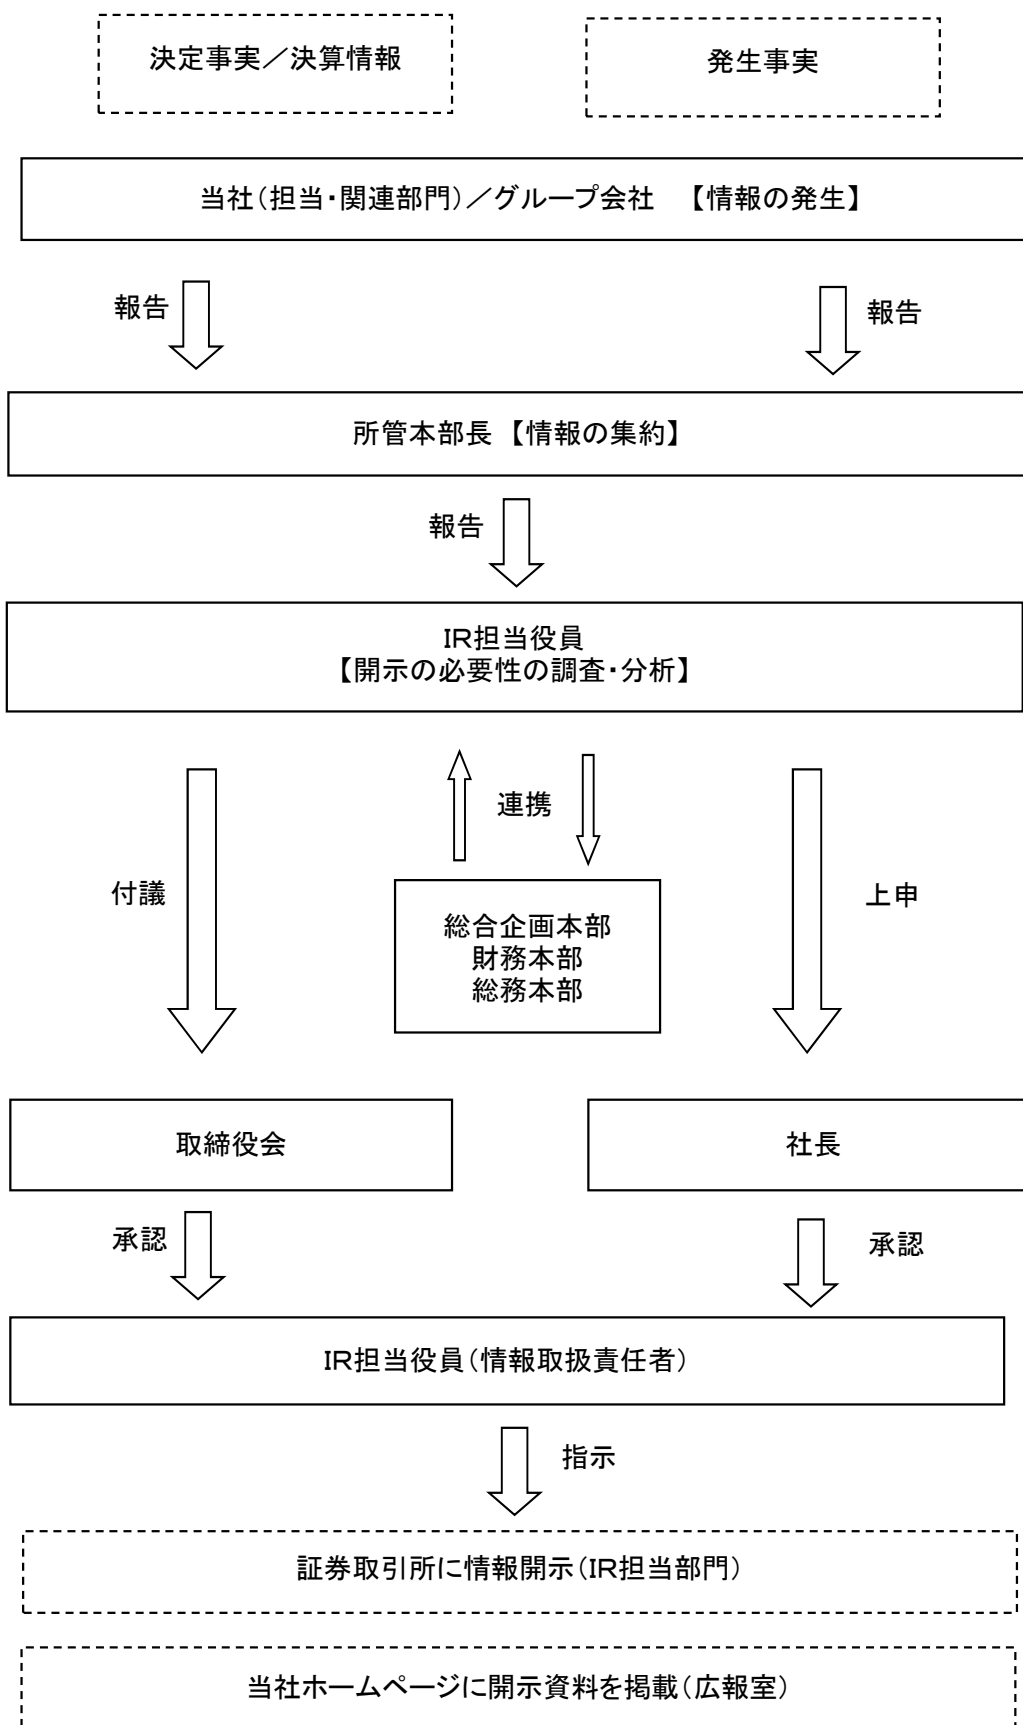 決定事実／決算情報
発生事実
当社（担当・関連部門）／グループ会社　【情報の発生】
報告
報告
所管本部長 【情報の集約】
報告
IR担当役員
【開示の必要性の調査・分析】
連携
付議
上申
総合企画本部
財務本部
総務本部
取締役会
社長
承認
承認
IR担当役員（情報取扱責任者）
指示
証券取引所に情報開示（IR担当部門）
当社ホームページに開示資料を掲載（広報室）